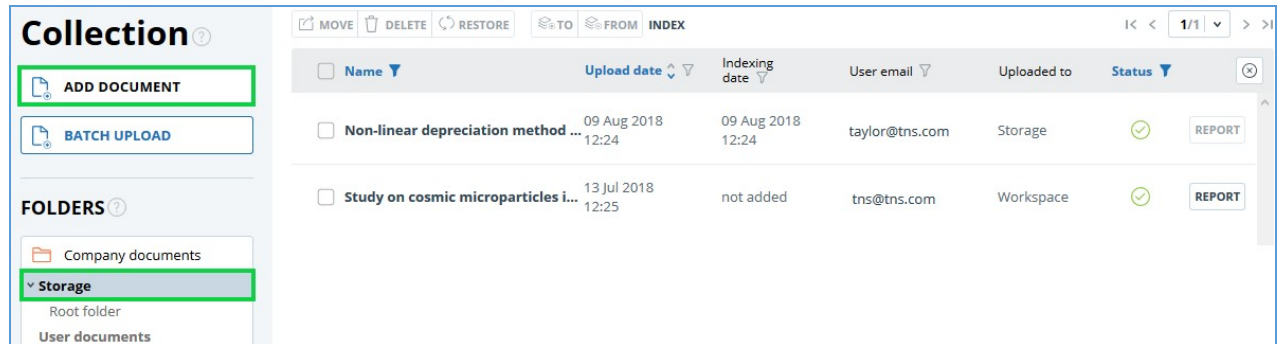 Collection
MOVE DELETE RESTORE TO FROM INDEX 1/1
ADD DOCUMENT
BATCH UPLOAD
FOLDERS
Company documents
Storage
Root folder
User documents
Name Upload date Indexing date User email Uploaded to Status
Non-linear depreciation method ... 09 Aug 2018 12:24 09 Aug 2018 12:24 taylor@tns.com Storage REPORT
Study on cosmic microparticles i... 13 Jul 2018 12:25 not added tns@tns.com Workspace REPORT